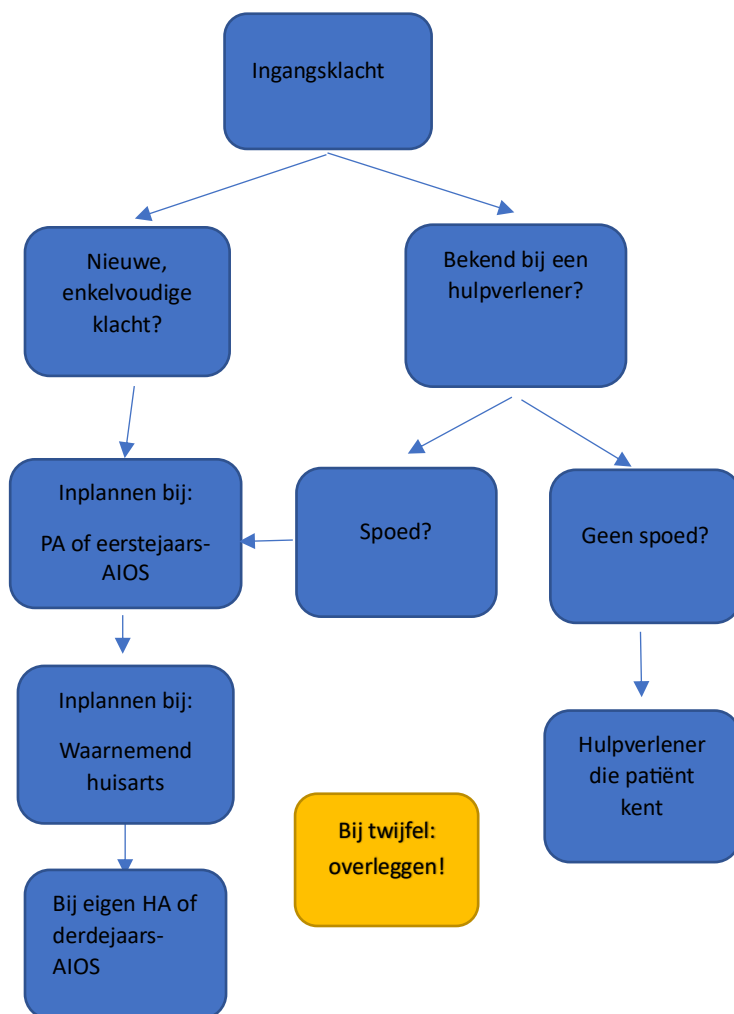 Ingangsklacht
Nieuwe,
enkelvoudige
klacht?
Bekend bij een
hulpverlener?
Inplannen bij:
PA of eerstejaars-
AIOS
Spoed?
Geen spoed?
Inplannen bij:
Waarnemend
huisarts
Hulpverlener
die patiënt
kent
Bij twijfel:
overleggen!
Bij eigen HA of
derdejaars-
AIOS